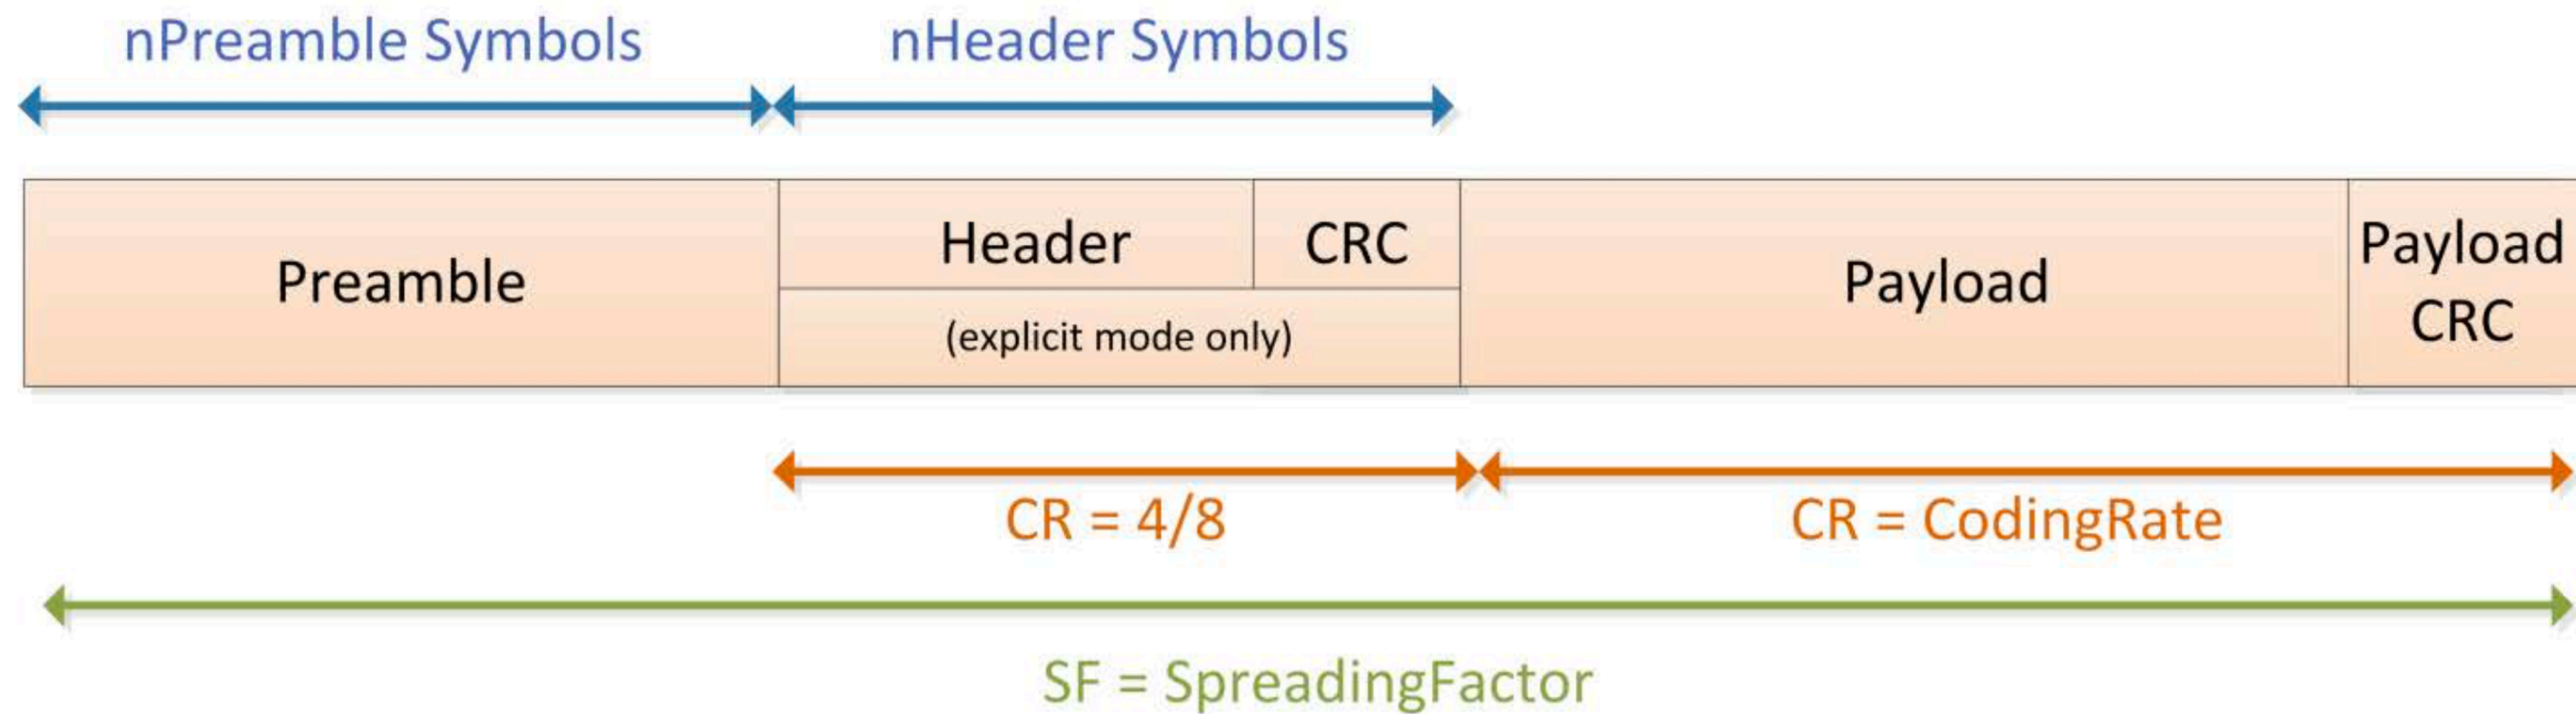 nPreamble Symbols
nHeader Symbols
Preamble
Header
CRC
(explicit mode only)
Payload
Payload
CRC
CR = 4/8
CR = CodingRate
SF = SpreadingFactor